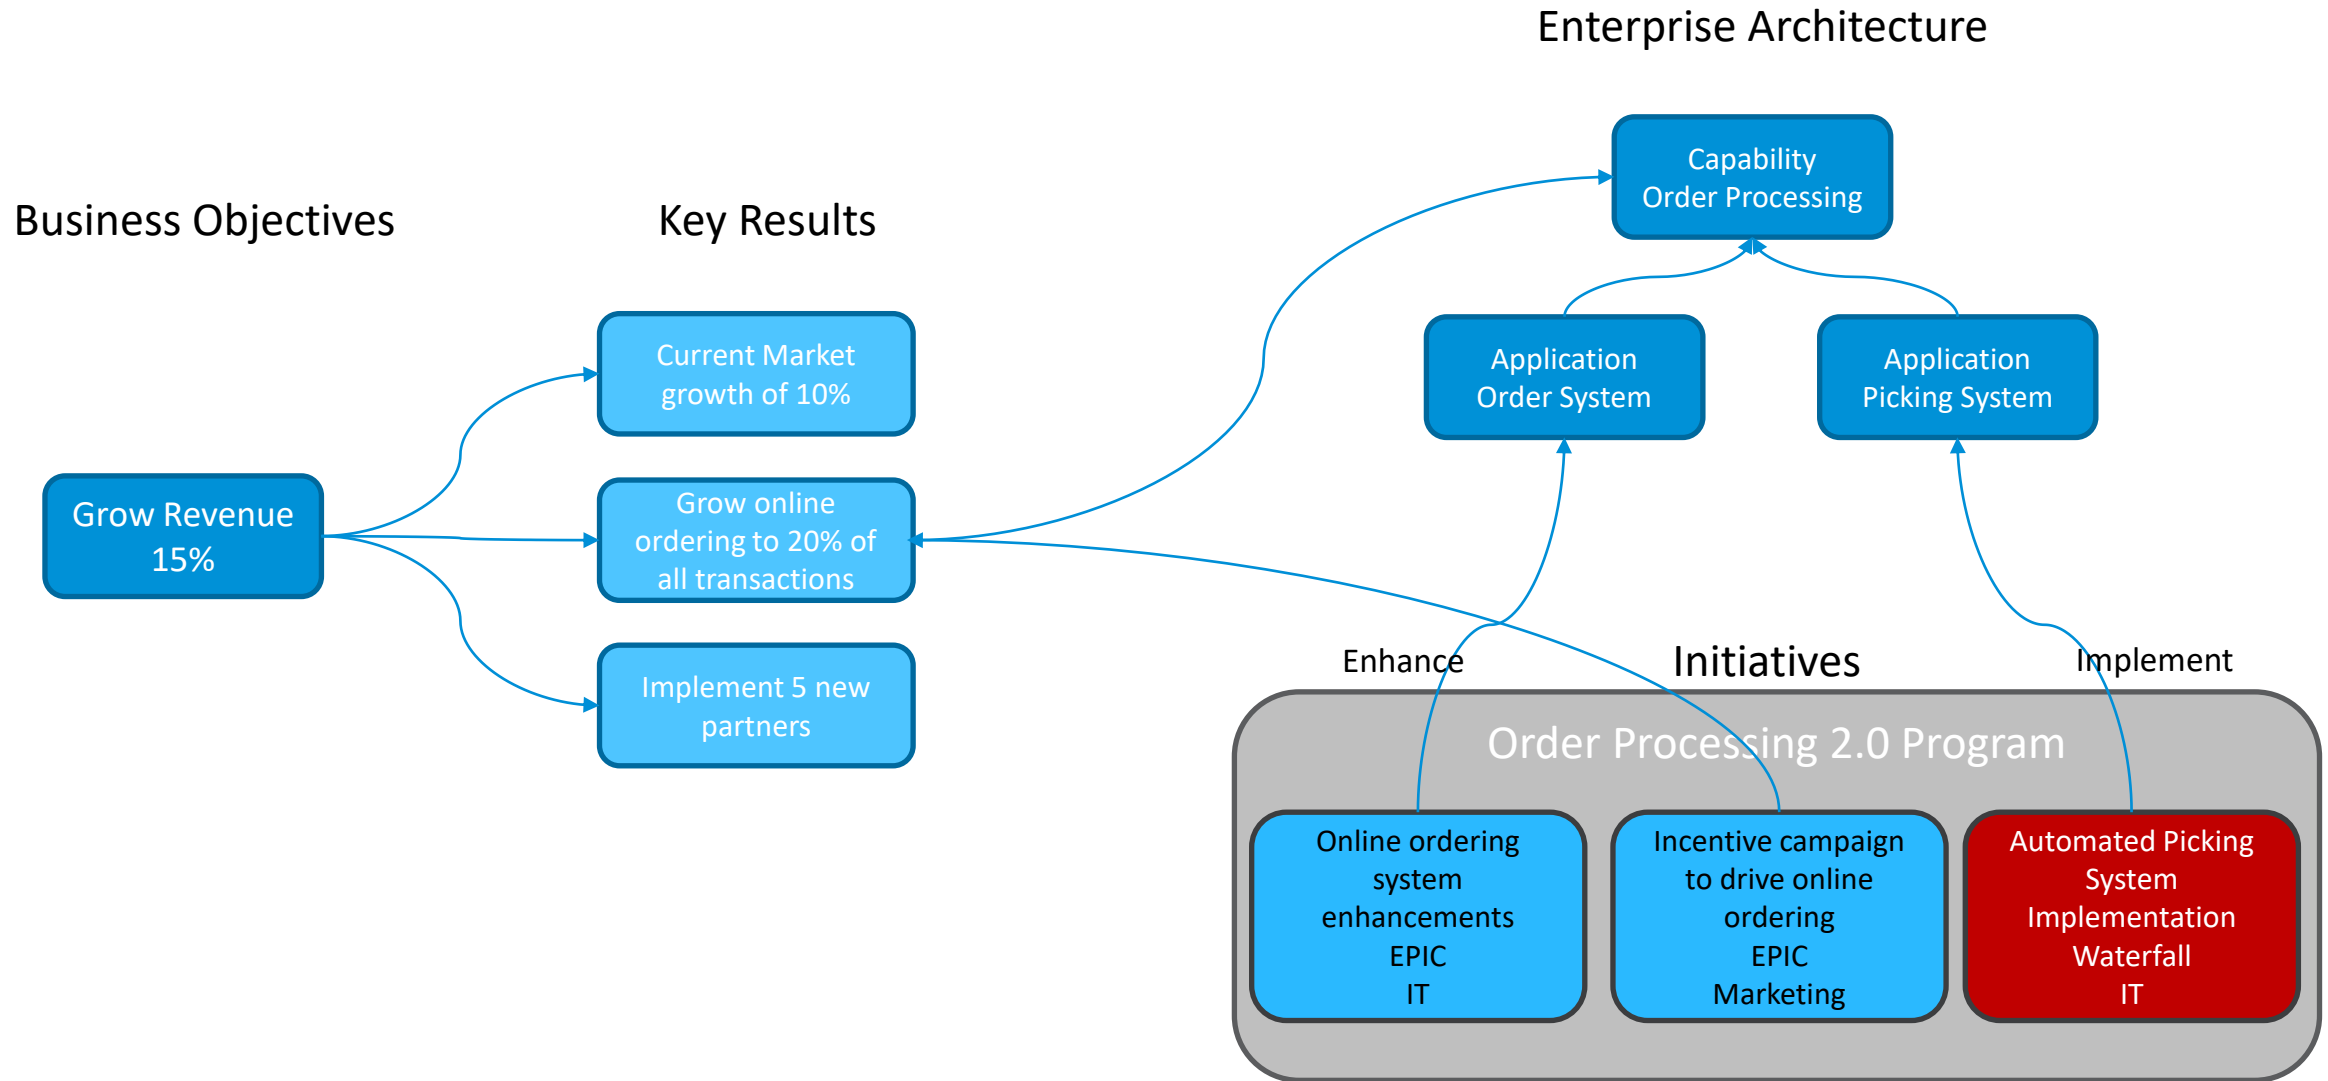 Enterprise Architecture
Capability
Order Processing
Business Objectives
Key Results
Current Market
growth of 10%
Application
Order System
Application
Picking System
Grow Revenue
15%
Grow online
ordering to 20% of
all transactions
Implement 5 new
partners
Enhance
Initiatives
Implement
Order Processing 2.0 Program
Online ordering
system
enhancements
EPIC
IT
Incentive campaign
to drive online
ordering
EPIC
Marketing
Automated Picking
System
Implementation
Waterfall
IT